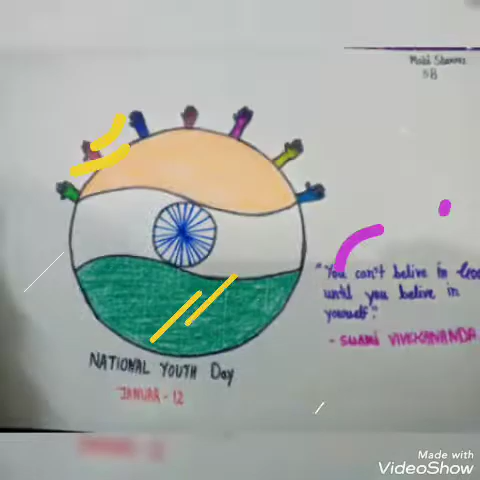 "You can't belive in God
until you belive in
yourself."
- SWAMI VIVEKANANDA
NATIONAL YOUTH Day
JANUAR - 12
Made with
VideoShow